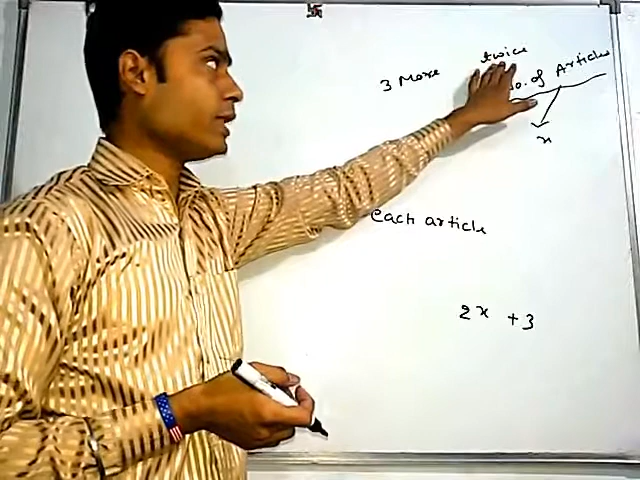 3 More twice
o. of Articles
x
each article
2x + 3